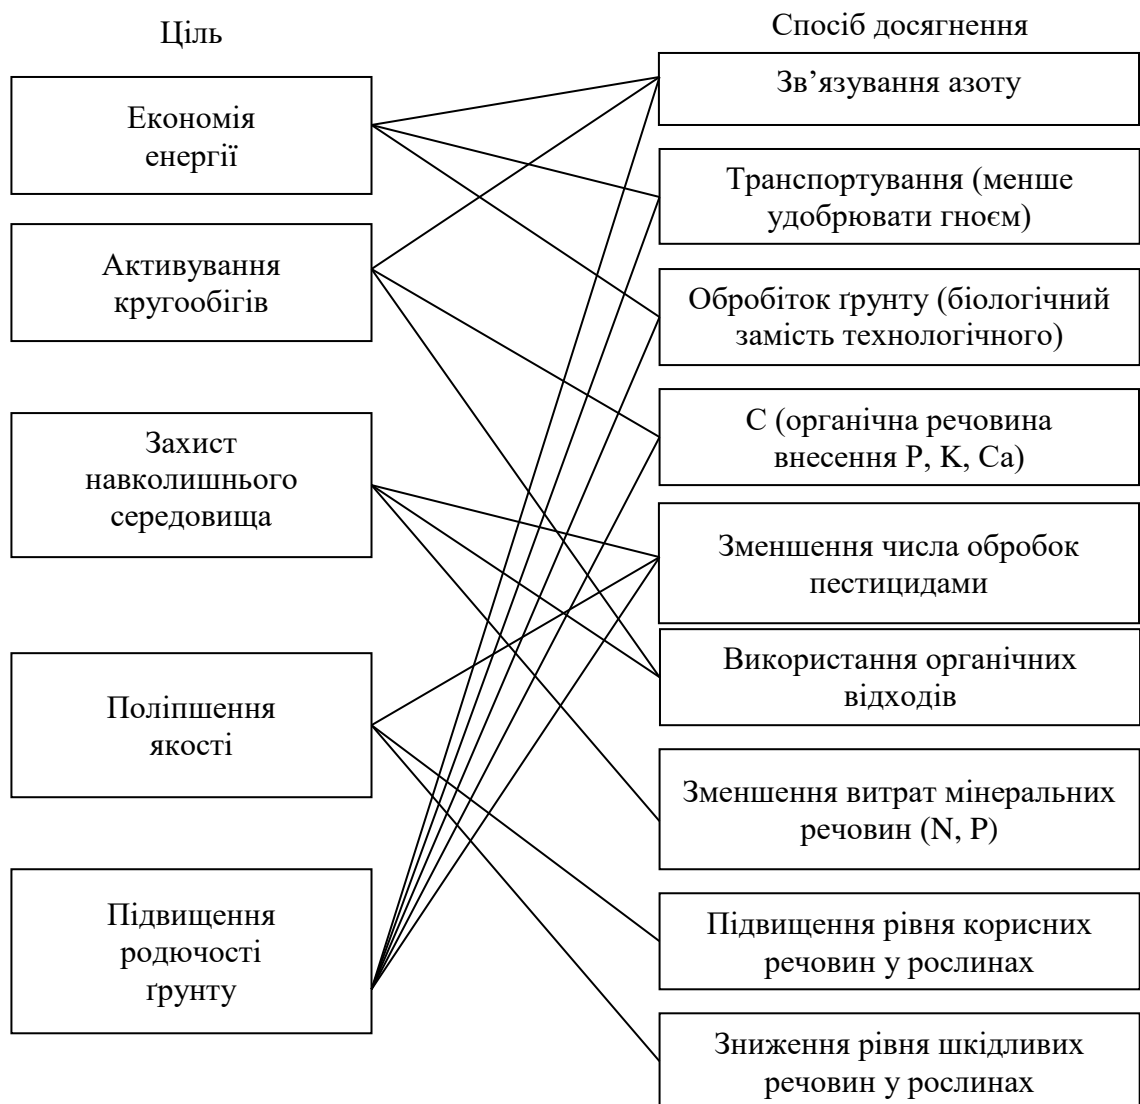 Ціль
Економія
енергії
Активування
кругообігів
Захист
навколишнього
середовища
Поліпшення
якості
Підвищення
родючості
ґрунту
Спосіб досягнення
Зв’язування азоту
Транспортування (менше
удобрювати гноєм)
Обробіток ґрунту (біологічний
замість технологічного)
С (органічна речовина
внесення P, K, Ca)
Зменшення числа обробок
пестицидами
Використання органічних
відходів
Зменшення витрат мінеральних
речовин (N, P)
Підвищення рівня корисних
речовин у рослинах
Зниження рівня шкідливих
речовин у рослинах